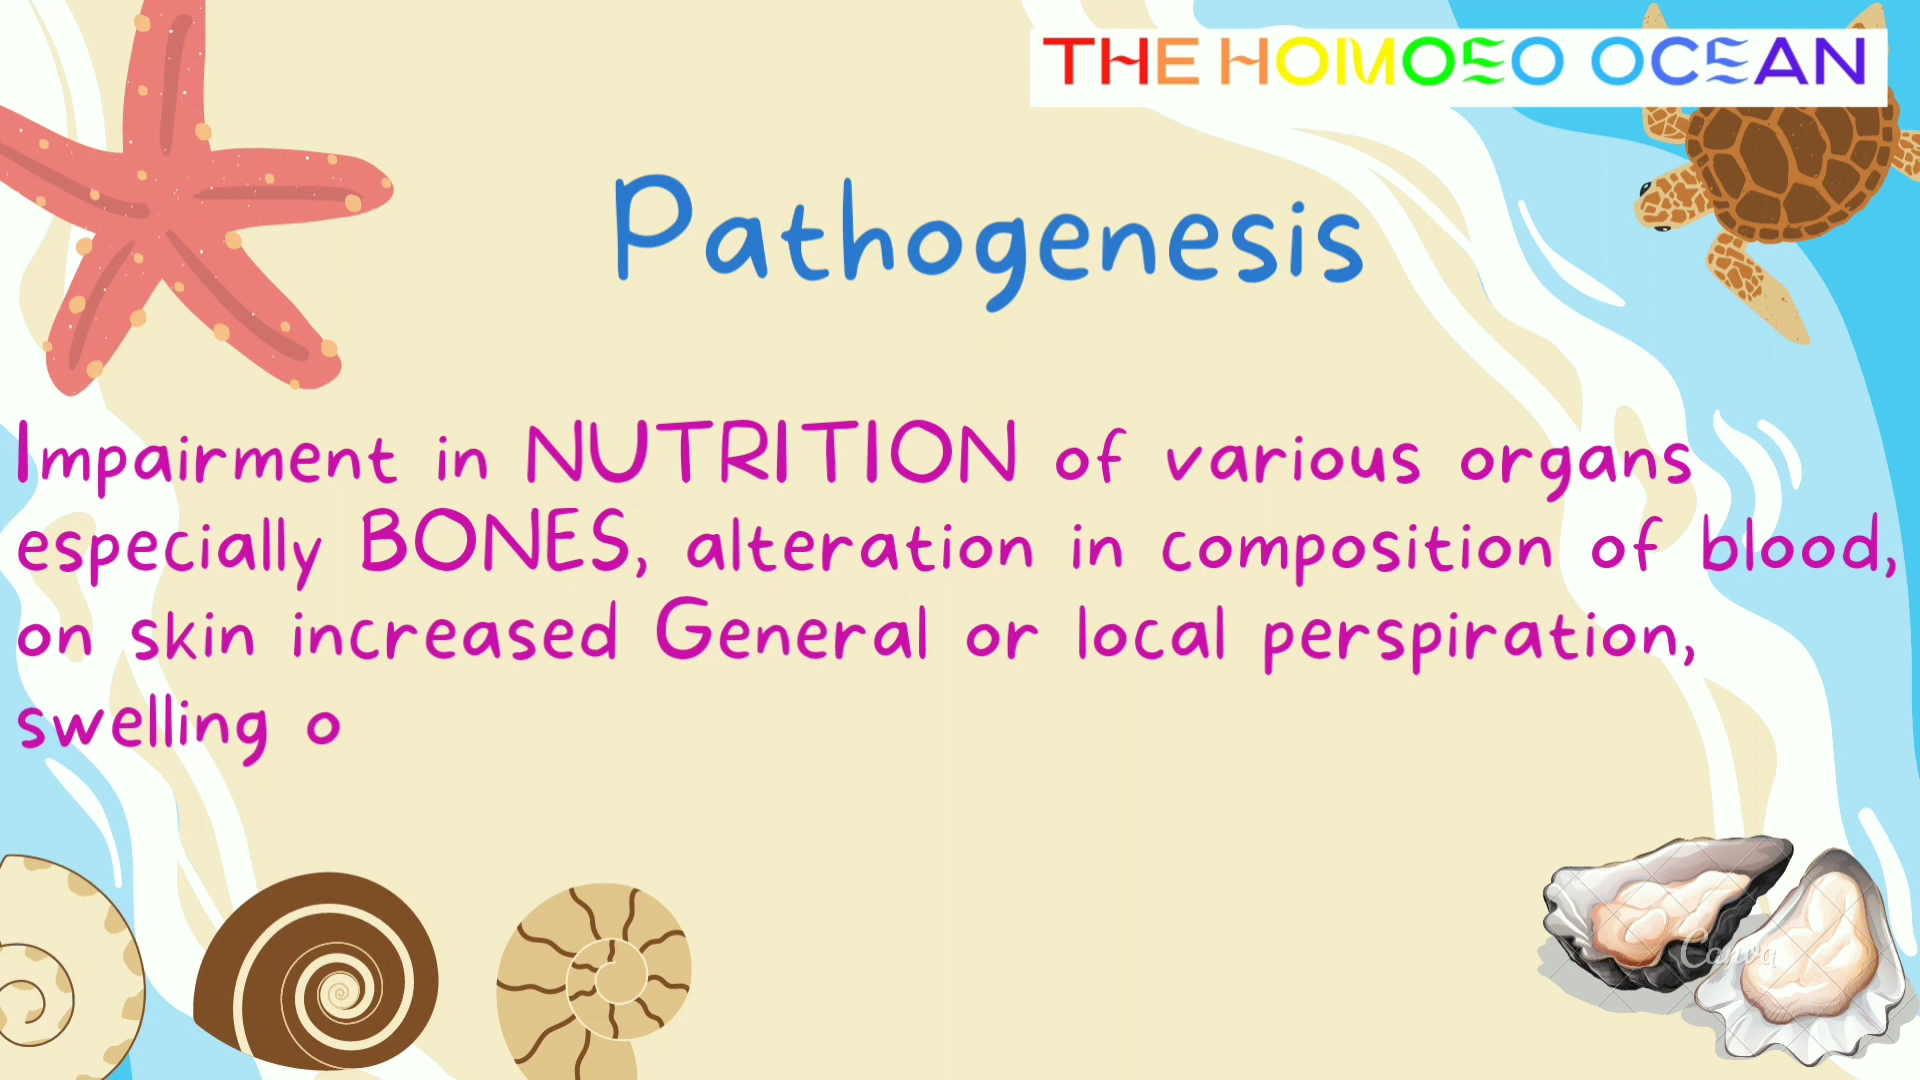 THE HOMOEO OCEAN
Pathogenesis
Impairment in NUTRITION of various organs
especially BONES, alteration in composition of blood,
on skin increased General or local perspiration,
swelling o
Canva